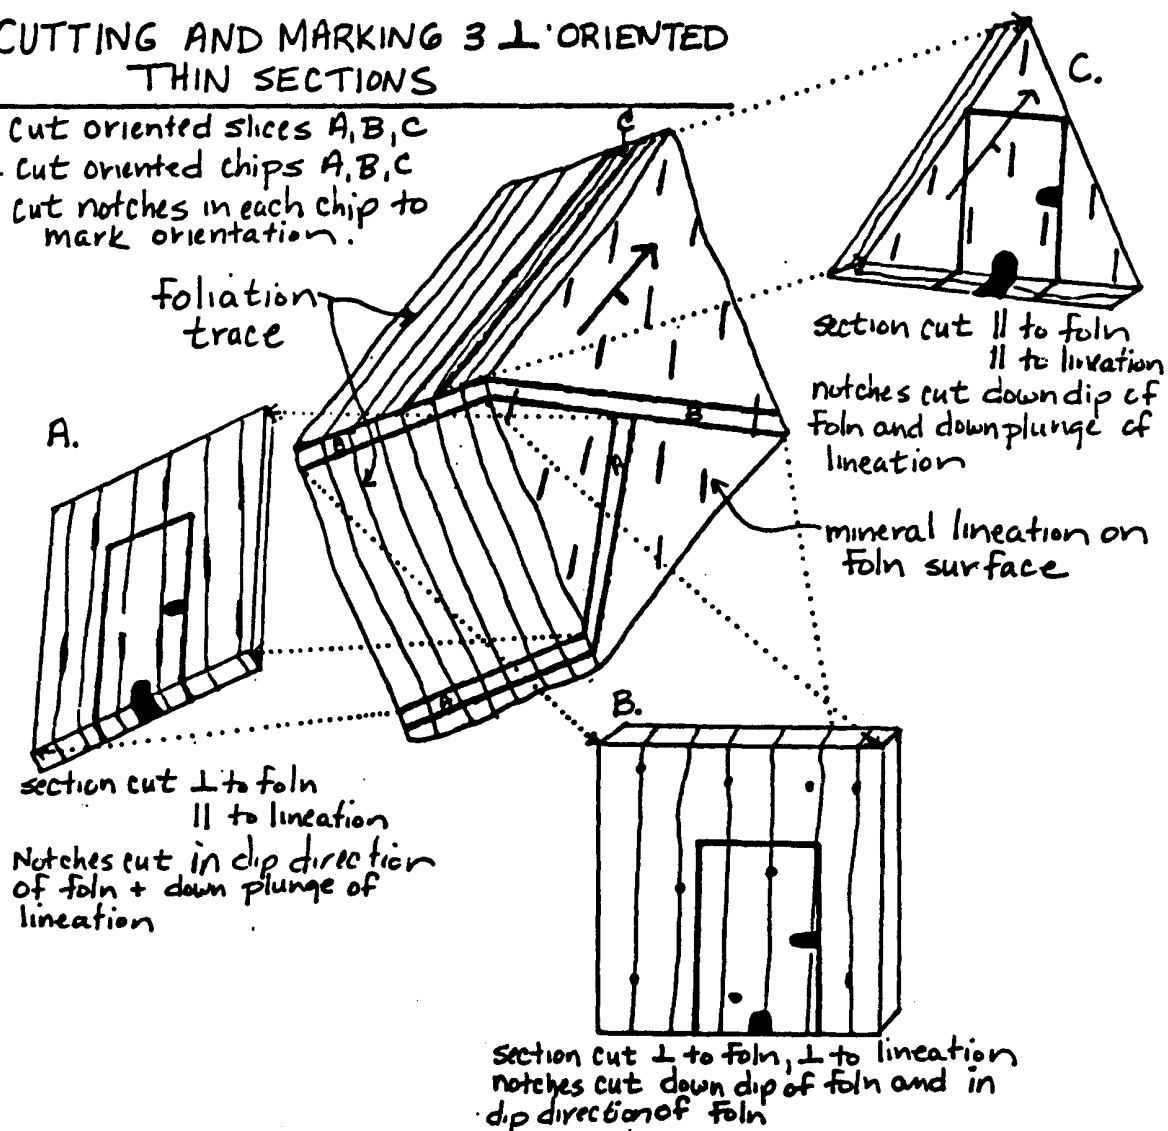 CUTTING AND MARKING 3 ⊥ ORIENTED
THIN SECTIONS
Cut oriented slices A, B, C
Cut oriented chips A, B, C
Cut notches in each chip to
mark orientation.
foliation
trace
C
A
B
A
B
A.
section cut ⊥ to foln
|| to lineation
Notches cut in dip direction
of foln + down plunge of
lineation
C.
section cut || to foln
|| to lineation
notches cut down dip of
foln and downplunge of
lineation
mineral lineation on
foln surface
B.
section cut ⊥ to foln, ⊥ to lineation
notches cut down dip of foln and in
dip direction of foln